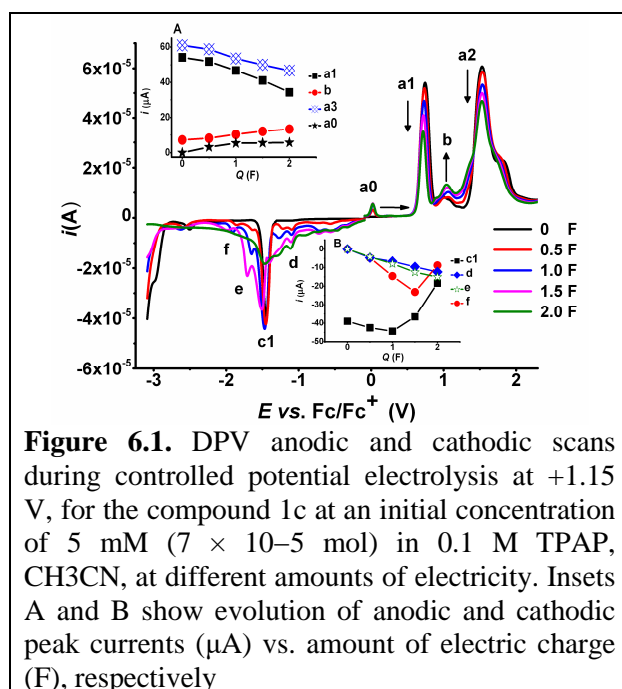 A
60
40
20
0
i (μA)
0 1 2
Q (F)
a1
b
a3
a0
6x10⁻⁵
4x10⁻⁵
2x10⁻⁵
0
-2x10⁻⁵
-4x10⁻⁵
-6x10⁻⁵
i(A)
a1
a2
b
a0
f
e
d
c1
0 F
0.5 F
1.0 F
1.5 F
2.0 F
B
0
-10
-20
-30
-40
-50
i (μA)
0 1 2
Q (F)
c1
d
e
f
-3 -2 -1 0 1 2
E vs. Fc/Fc⁺ (V)
Figure 6.1. DPV anodic and cathodic scans
during controlled potential electrolysis at +1.15
V, for the compound 1c at an initial concentration
of 5 mM (7 × 10–5 mol) in 0.1 M TPAP,
CH3CN, at different amounts of electricity. Insets
A and B show evolution of anodic and cathodic
peak currents (μA) vs. amount of electric charge
(F), respectively